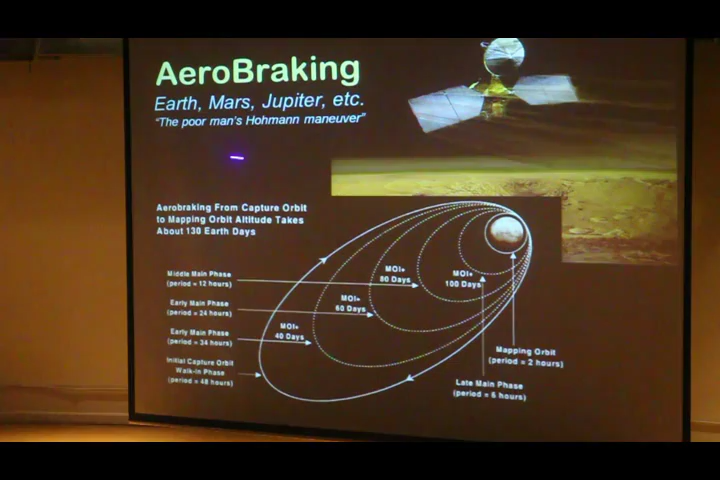 AeroBraking
Earth, Mars, Jupiter, etc.
"The poor man's Hohmann maneuver"
Aerobraking From Capture Orbit
to Mapping Orbit Altitude Takes
About 130 Earth Days
Middle Main Phase
(period = 12 hours)
Early Main Phase
(period = 24 hours)
Early Main Phase
(period = 34 hours)
Initial Capture Orbit
Walk-in Phase
(period = 48 hours)
MOI+
40 Days
MOI+
60 Days
MOI+
80 Days
MOI+
100 Days
Mapping Orbit
(period = 2 hours)
Late Main Phase
(period = 6 hours)